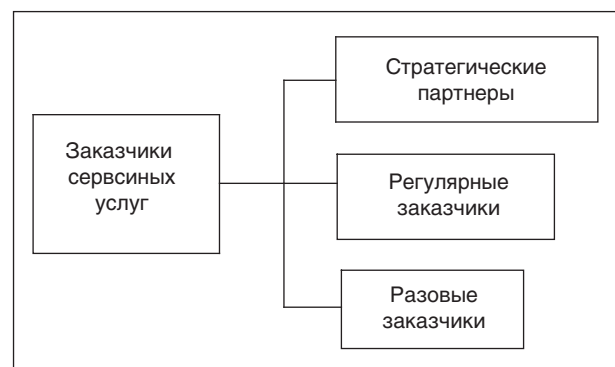 Заказчики
сервсиных
услуг
Стратегические
партнеры
Регулярные
заказчики
Разовые
заказчики